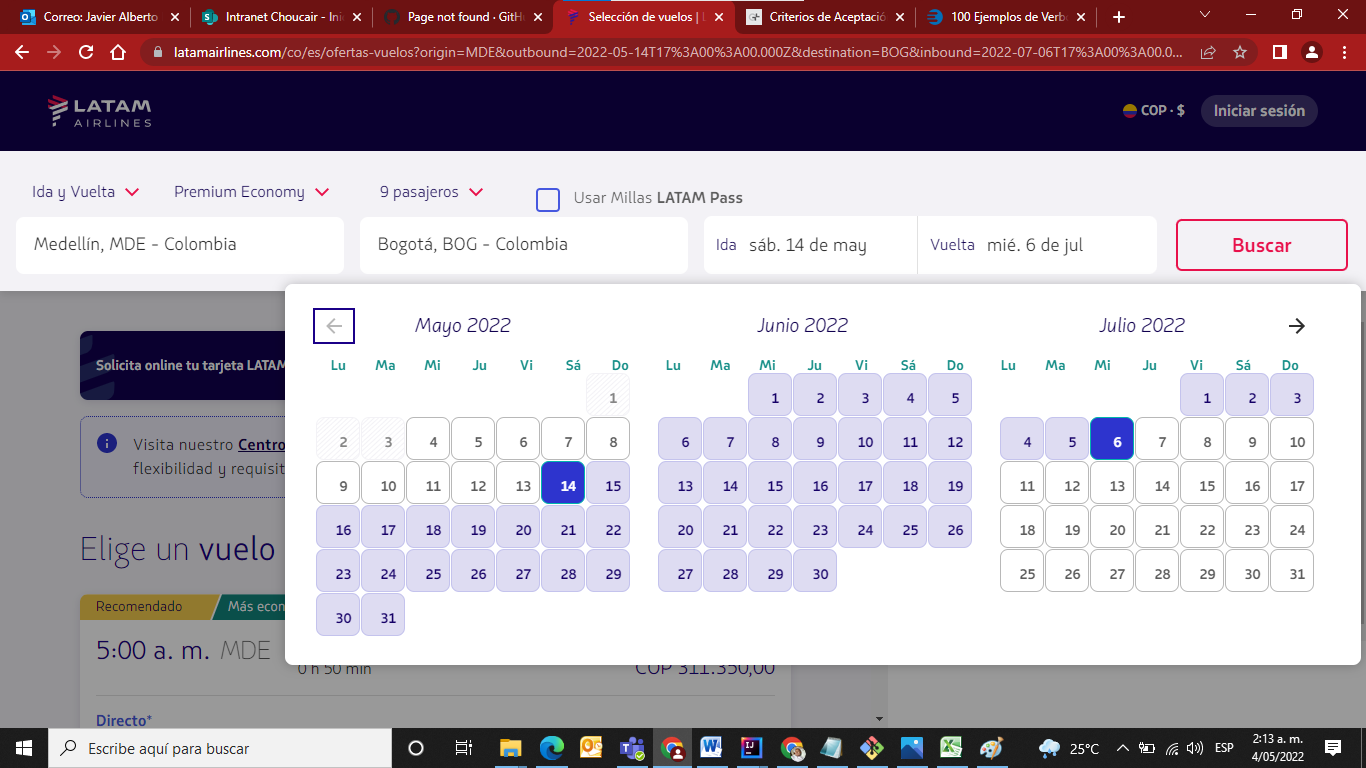 Correo: Javier Alberto
Intranet Choucair - Ini
Page not found · GitH
Selección de vuelos | L
Criterios de Aceptació
100 Ejemplos de Verb
latamairlines.com/co/es/ofertas-vuelos?origin=MDE&outbound=2022-05-14T17%3A00%3A00.000Z&destination=BOG&inbound=2022-07-06T17%3A00%3A00.0...
LATAM
AIRLINES
COP · $
Iniciar sesión
Ida y Vuelta
Premium Economy
9 pasajeros
Usar Millas LATAM Pass
Medellín, MDE - Colombia
Bogotá, BOG - Colombia
Ida sáb. 14 de may
Vuelta mié. 6 de jul
Buscar
Mayo 2022
Lu Ma Mi Ju Vi Sá Do
1
2 3 4 5 6 7 8
9 10 11 12 13 14 15
16 17 18 19 20 21 22
23 24 25 26 27 28 29
30 31
Junio 2022
Lu Ma Mi Ju Vi Sá Do
1 2 3 4 5
6 7 8 9 10 11 12
13 14 15 16 17 18 19
20 21 22 23 24 25 26
27 28 29 30
Julio 2022
Lu Ma Mi Ju Vi Sá Do
1 2 3
4 5 6 7 8 9 10
11 12 13 14 15 16 17
18 19 20 21 22 23 24
25 26 27 28 29 30 31
Solicita online tu tarjeta LATAM
Visita nuestro Centro
flexibilidad y requisit
Elige un vuelo
Recomendado
Más econ
5:00 a. m. MDE
0 h 50 min
COP 311.350,00
Directo*
Escribe aquí para buscar
25°C
ESP
2:13 a. m.
4/05/2022